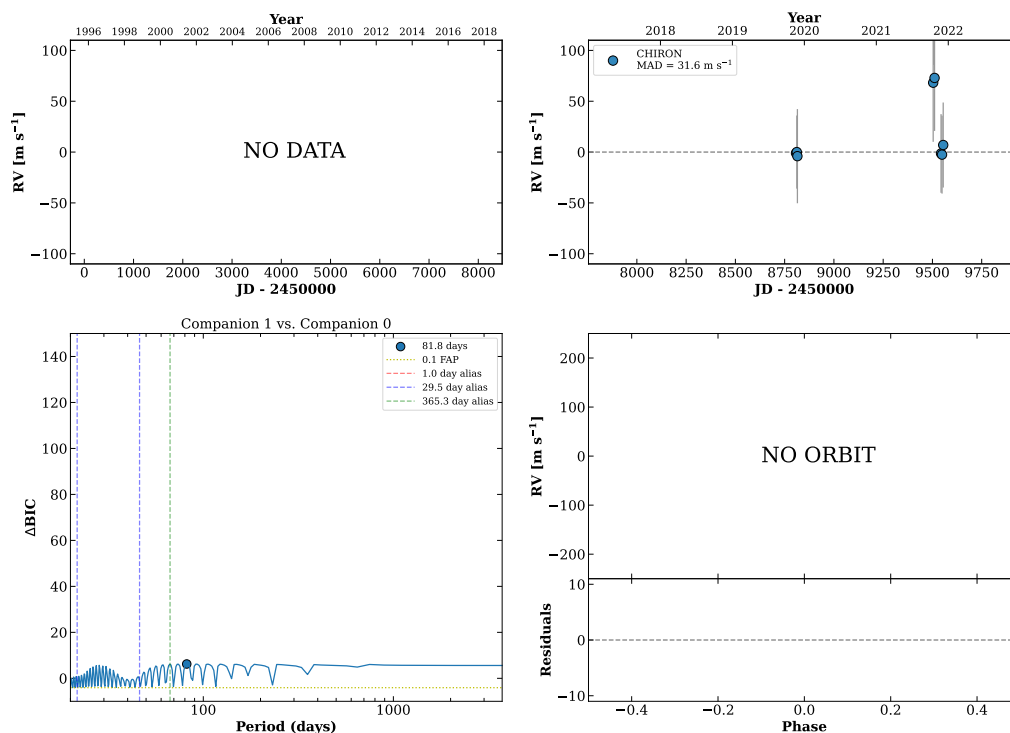 Year
1996 1998 2000 2002 2004 2006 2008 2010 2012 2014 2016 2018
100
50
0
−50
−100
RV [m s⁻¹]
NO DATA
0 1000 2000 3000 4000 5000 6000 7000 8000
JD - 2450000
Year
2018 2019 2020 2021 2022
100
50
0
−50
−100
RV [m s⁻¹]
CHIRON
MAD = 31.6 m s⁻¹
8000 8250 8500 8750 9000 9250 9500 9750
JD - 2450000
Companion 1 vs. Companion 0
140
120
100
80
60
40
20
0
ΔBIC
81.8 days
0.1 FAP
1.0 day alias
29.5 day alias
365.3 day alias
100 1000
Period (days)
200
100
0
−100
−200
RV [m s⁻¹]
NO ORBIT
10
0
−10
Residuals
−0.4 −0.2 0.0 0.2 0.4
Phase